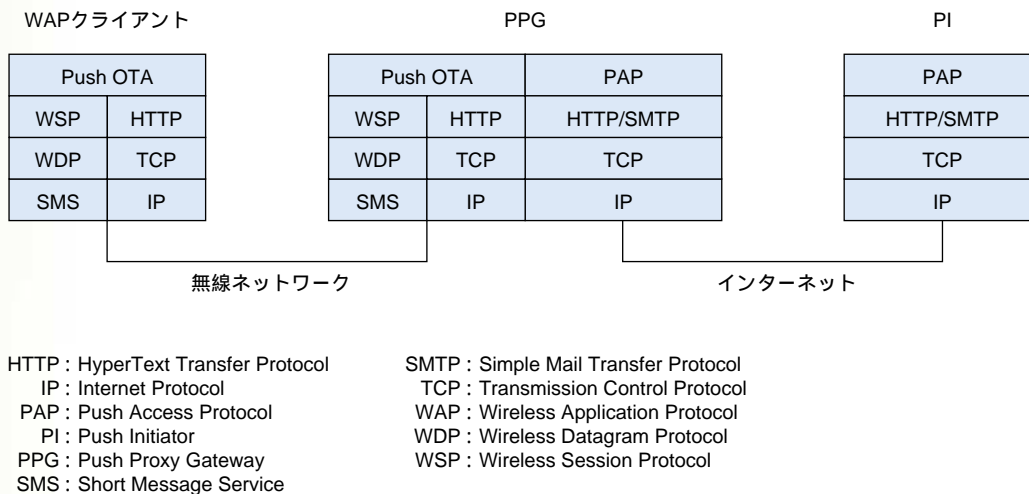 WAPクライアント PPG PI
Push OTA Push OTA PAP PAP
WSP HTTP WSP HTTP HTTP/SMTP HTTP/SMTP
WDP TCP WDP TCP TCP TCP
SMS IP SMS IP IP IP
無線ネットワーク インターネット
HTTP : HyperText Transfer Protocol
IP : Internet Protocol
PAP : Push Access Protocol
PI : Push Initiator
PPG : Push Proxy Gateway
SMS : Short Message Service
SMTP : Simple Mail Transfer Protocol
TCP : Transmission Control Protocol
WAP : Wireless Application Protocol
WDP : Wireless Datagram Protocol
WSP : Wireless Session Protocol